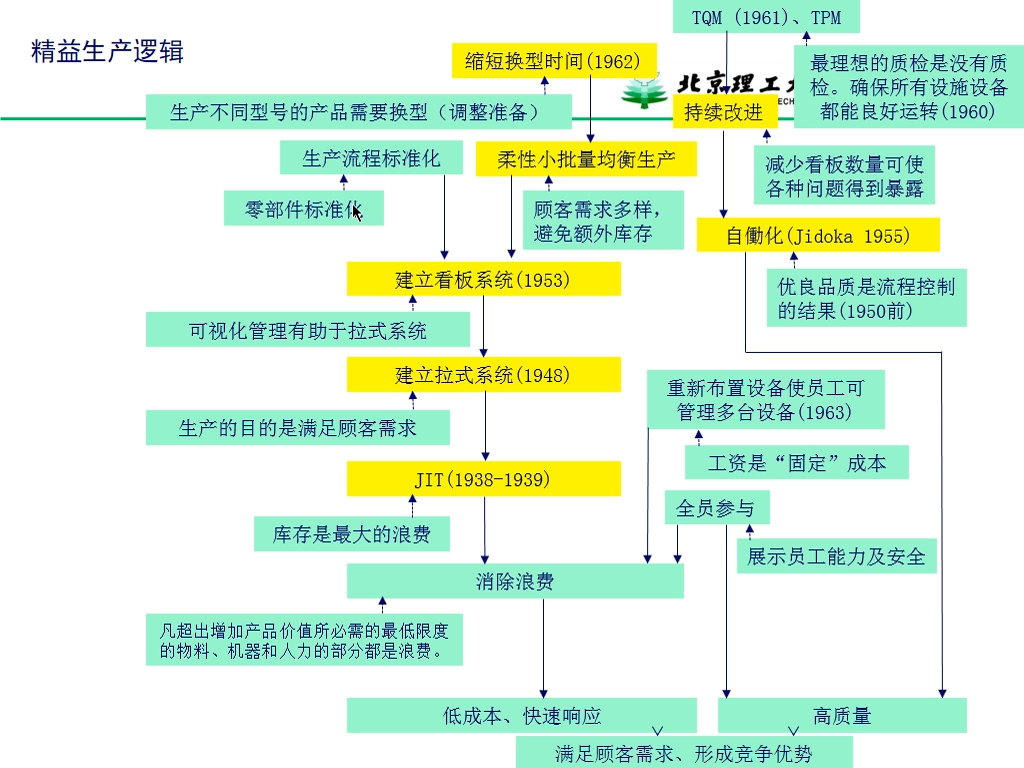 TQM (1961)、TPM
精益生产逻辑
缩短换型时间(1962)
最理想的质检是没有质
检。确保所有设施设备
都能良好运转(1960)
北京理工
生产不同型号的产品需要换型（调整准备）
持续改进
生产流程标准化
柔性小批量均衡生产
减少看板数量可使
各种问题得到暴露
零部件标准化
顾客需求多样，
避免额外库存
自働化(Jidoka 1955)
建立看板系统(1953)
优良品质是流程控制
的结果(1950前)
可视化管理有助于拉式系统
建立拉式系统(1948)
重新布置设备使员工可
管理多台设备(1963)
生产的目的是满足顾客需求
工资是“固定”成本
JIT(1938-1939)
全员参与
库存是最大的浪费
展示员工能力及安全
消除浪费
凡超出增加产品价值所必需的最低限度
的物料、机器和人力的部分都是浪费。
低成本、快速响应
高质量
满足顾客需求、形成竞争优势